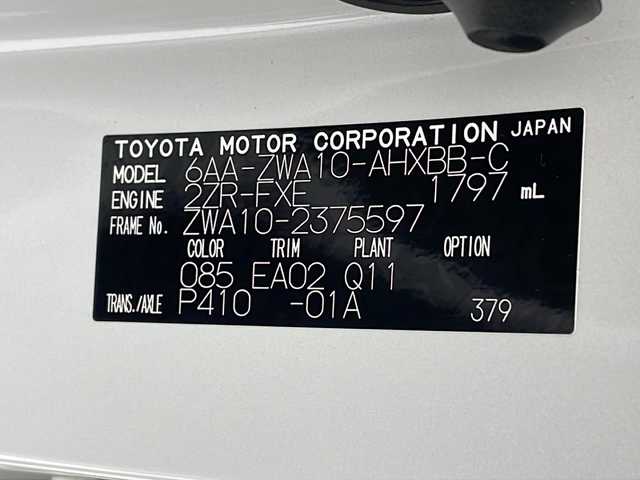 TOYOTA MOTOR CORPORATION JAPAN
MODEL 6AA-ZWA10-AHXBB-C
ENGINE 2ZR-FXE 1797 mL
FRAME No. ZWA10-2375597
COLOR TRIM PLANT OPTION
085 EA02 Q11
TRANS./AXLE P410 -01A 379